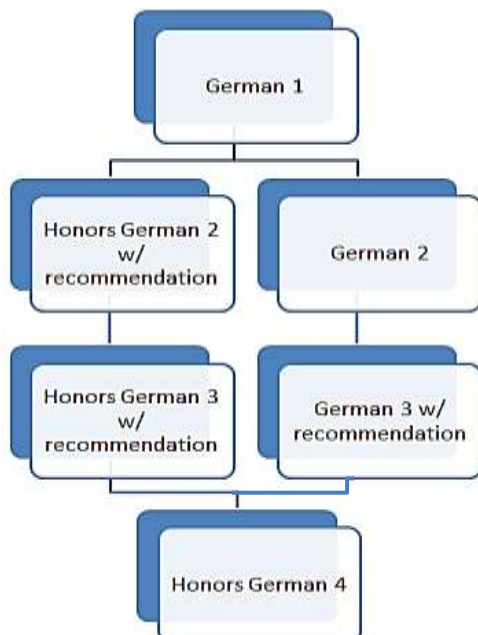 German 1
Honors German 2
w/
recommendation
German 2
Honors German 3
w/
recommendation
German 3 w/
recommendation
Honors German 4